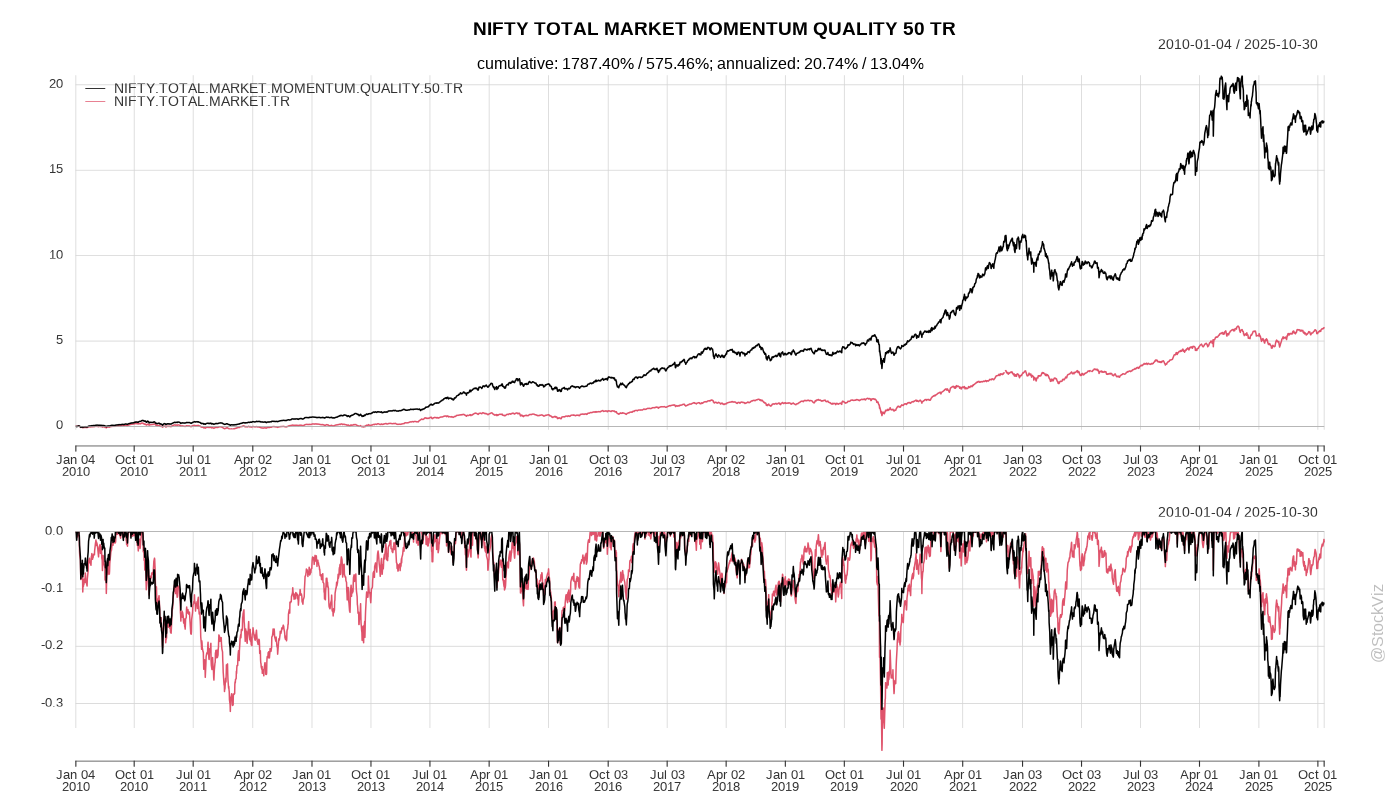 NIFTY TOTAL MARKET MOMENTUM QUALITY 50 TR
2010-01-04 / 2025-10-30
cumulative: 1787.40% / 575.46%; annualized: 20.74% / 13.04%
NIFTY.TOTAL.MARKET.MOMENTUM.QUALITY.50.TR
NIFTY.TOTAL.MARKET.TR
20
15
10
5
0
Jan 04 Oct 01 Jul 01 Apr 02 Jan 01 Oct 01 Jul 01 Apr 01 Jan 01 Oct 03 Jul 03 Apr 02 Jan 01 Oct 01 Jul 01 Apr 01 Jan 03 Oct 03 Jul 03 Apr 01 Jan 01 Oct 01
2010 2010 2011 2012 2013 2013 2014 2015 2016 2016 2017 2018 2019 2019 2020 2021 2022 2022 2023 2024 2025 2025
2010-01-04 / 2025-10-30
0.0
-0.1
-0.2
-0.3
Jan 04 Oct 01 Jul 01 Apr 02 Jan 01 Oct 01 Jul 01 Apr 01 Jan 01 Oct 03 Jul 03 Apr 02 Jan 01 Oct 01 Jul 01 Apr 01 Jan 03 Oct 03 Jul 03 Apr 01 Jan 01 Oct 01
2010 2010 2011 2012 2013 2013 2014 2015 2016 2016 2017 2018 2019 2019 2020 2021 2022 2022 2023 2024 2025 2025
@StockViz